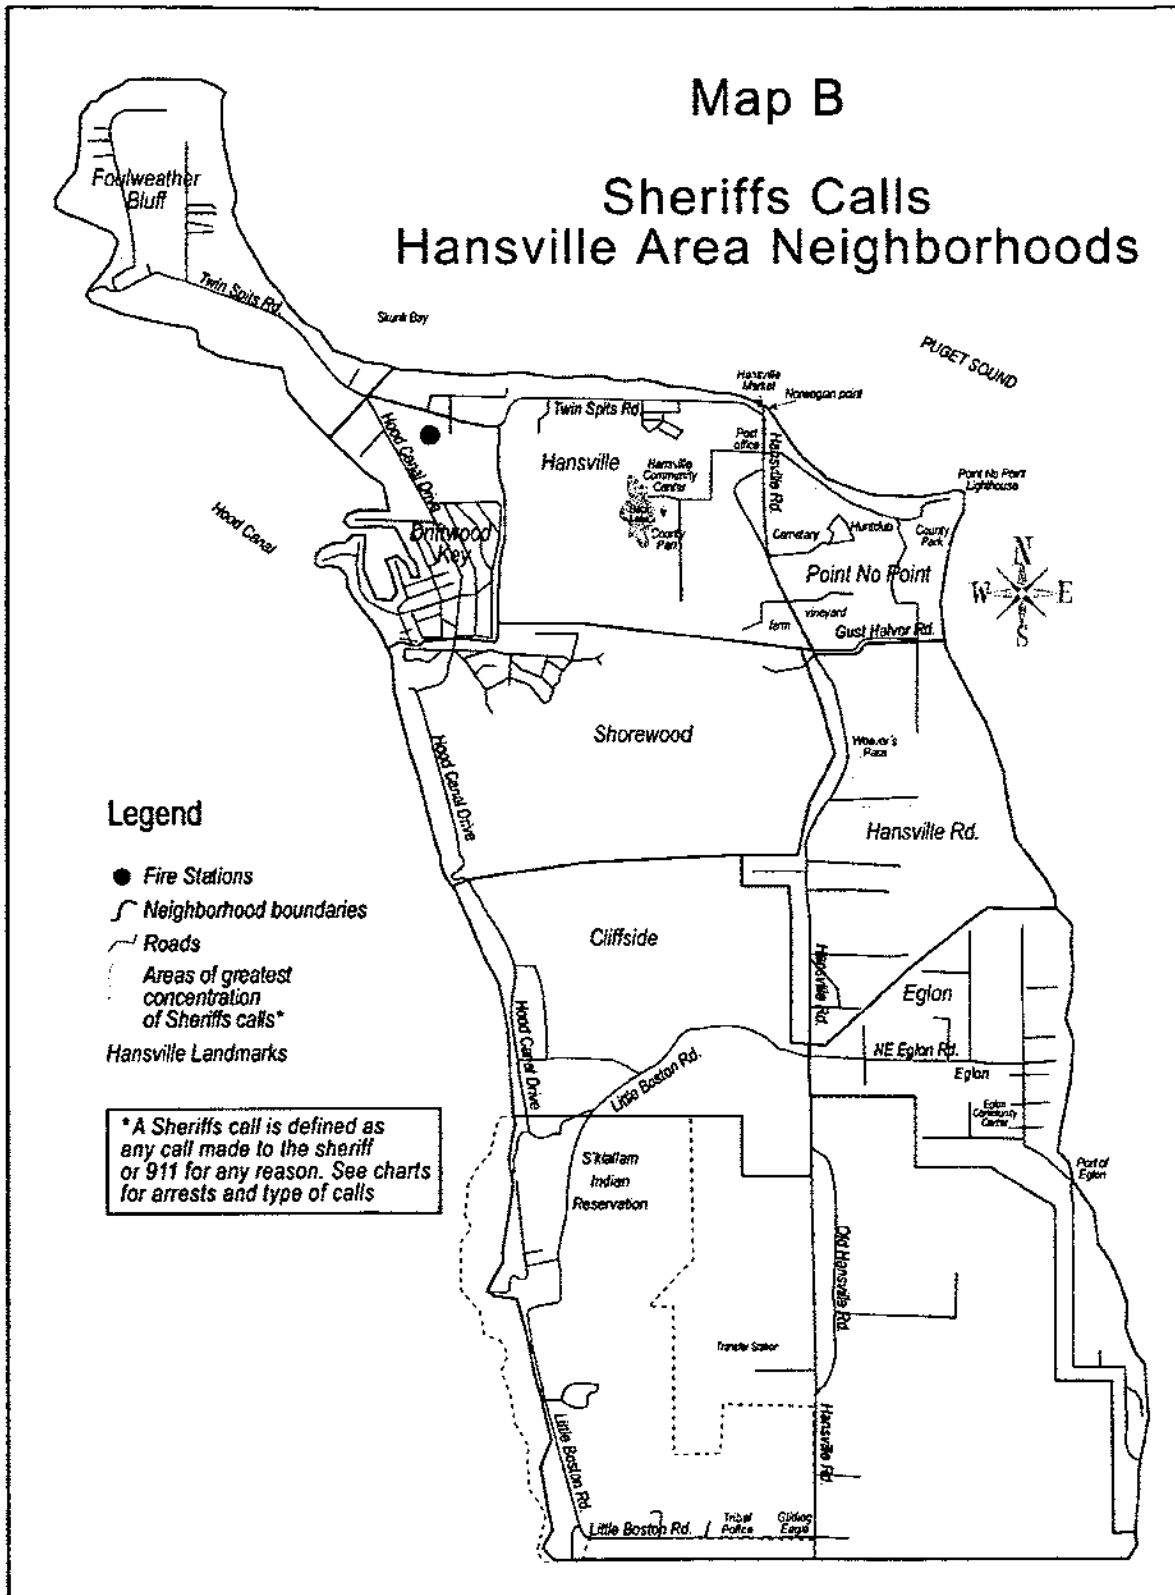 Map B
Sheriffs Calls
Hansville Area Neighborhoods
Foulweather
Bluff
Twin Spits Rd.
Skunk Bay
PUGET SOUND
Hansville
Market
Norwegian point
Twin Spits Rd.
Post
office
Hansville Rd.
Hood Canal Drive
Hansville
Hansville
Community
Center
Point No Point
Lighthouse
Hood Canal
Driftwood
Key
County
Park
Cemetary
Huntclub
County
Park
Point No Point
N
W E
S
farm
vineyard
Gust Halvor Rd.
Shorewood
Hood Canal Drive
Weaver's
Hansville Rd.
Legend
Fire Stations
Neighborhood boundaries
Roads
Areas of greatest
concentration
of Sheriffs calls*
Hansville Landmarks
Cliffside
Hansville Rd.
Eglon
Hood Canal Drive
Little Boston Rd.
NE Eglon Rd.
Eglon
Eglon
Community
Center
*A Sheriffs call is defined as
any call made to the sheriff
or 911 for any reason. See charts
for arrests and type of calls
S'klallam
Indian
Reservation
Port of
Eglon
Old Hansville Rd.
Transfer Station
Hansville Rd.
Little Boston Rd.
Little Boston Rd.
Tribal
Police
Gliding
Eagle